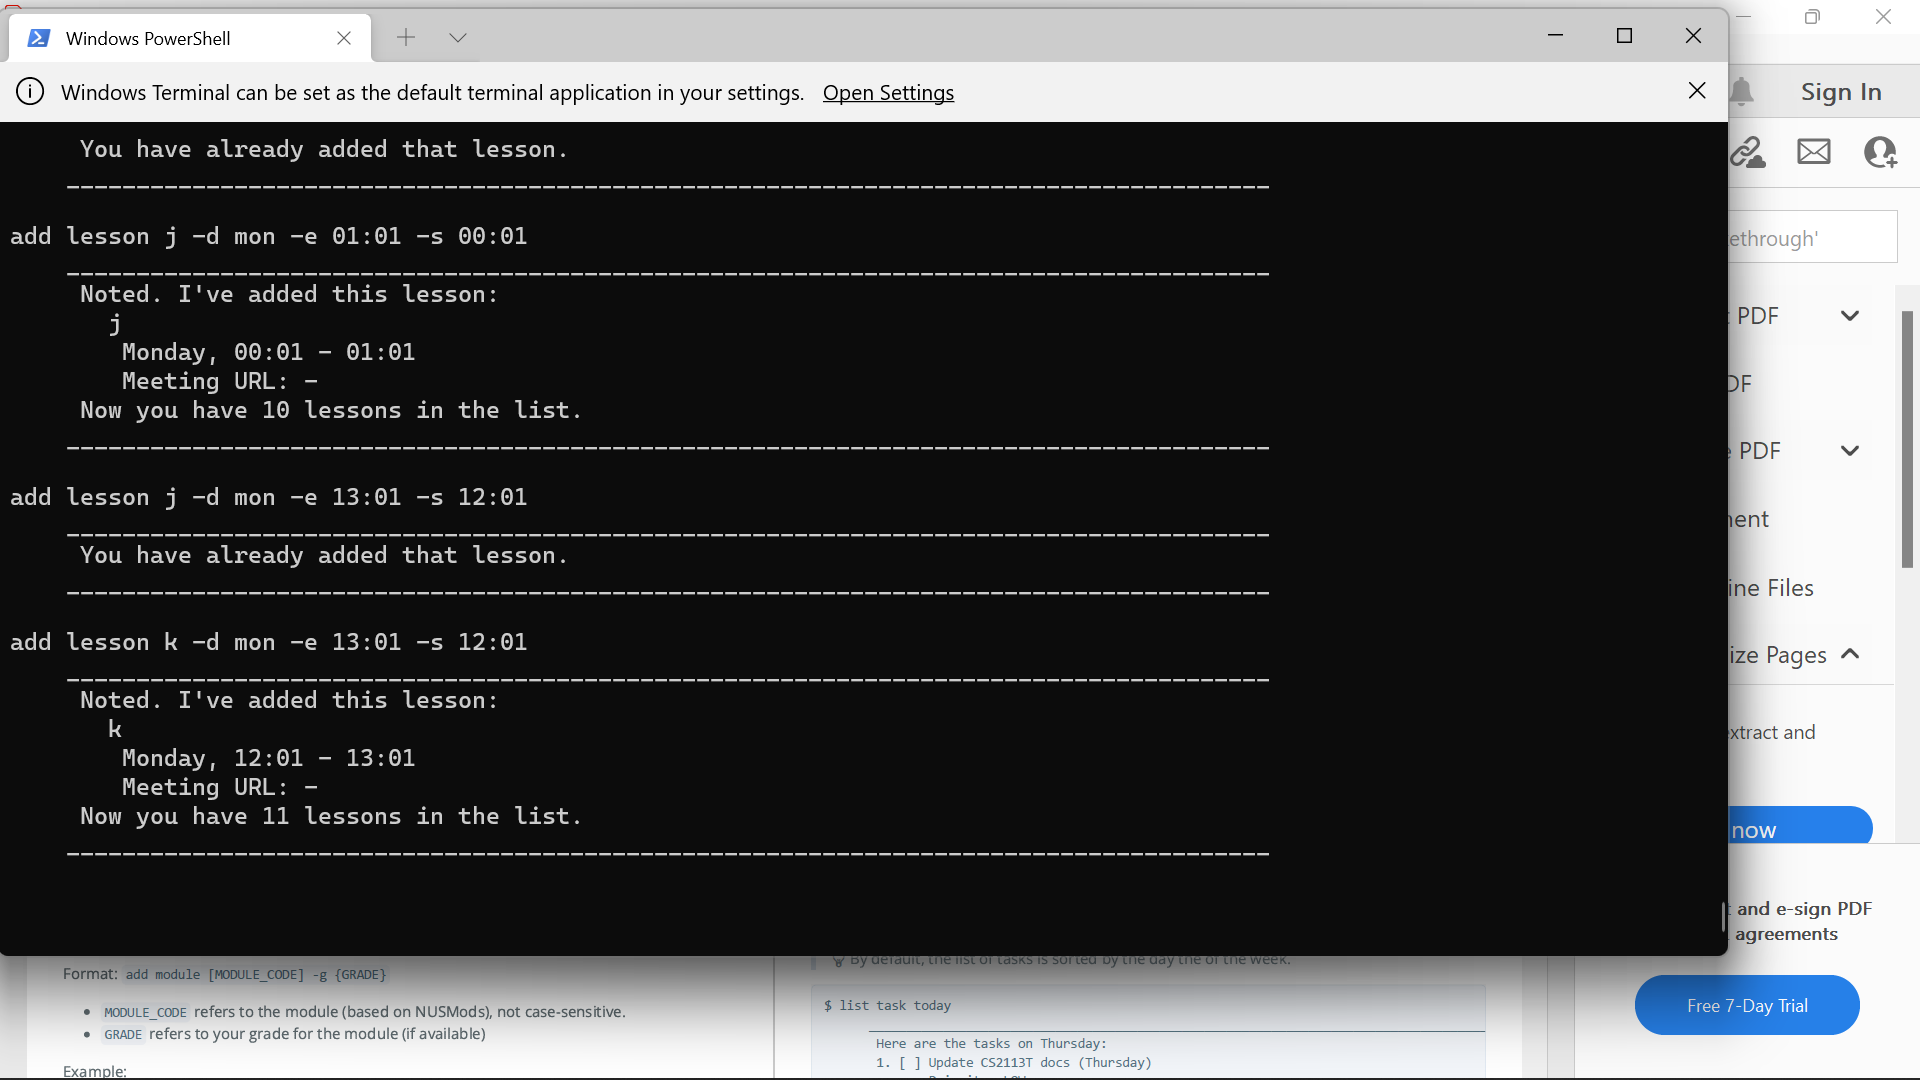 Windows PowerShell
Windows Terminal can be set as the default terminal application in your settings. Open Settings
You have already added that lesson.
add lesson j -d mon -e 01:01 -s 00:01
Noted. I've added this lesson:
j
Monday, 00:01 - 01:01
Meeting URL: -
Now you have 10 lessons in the list.
add lesson j -d mon -e 13:01 -s 12:01
You have already added that lesson.
add lesson k -d mon -e 13:01 -s 12:01
Noted. I've added this lesson:
k
Monday, 12:01 - 13:01
Meeting URL: -
Now you have 11 lessons in the list.
Sign In
ethrough'
PDF
DF
PDF
ent
ine Files
ize Pages
xtract and
now
and e-sign PDF
agreements
Free 7-Day Trial
Format: add module [MODULE_CODE] -g {GRADE}
• MODULE_CODE refers to the module (based on NUSMods), not case-sensitive.
• GRADE refers to your grade for the module (if available)
Example:
By default, the list of tasks is sorted by the day the of the week.
$ list task today
Here are the tasks on Thursday:
1. [ ] Update CS2113T docs (Thursday)